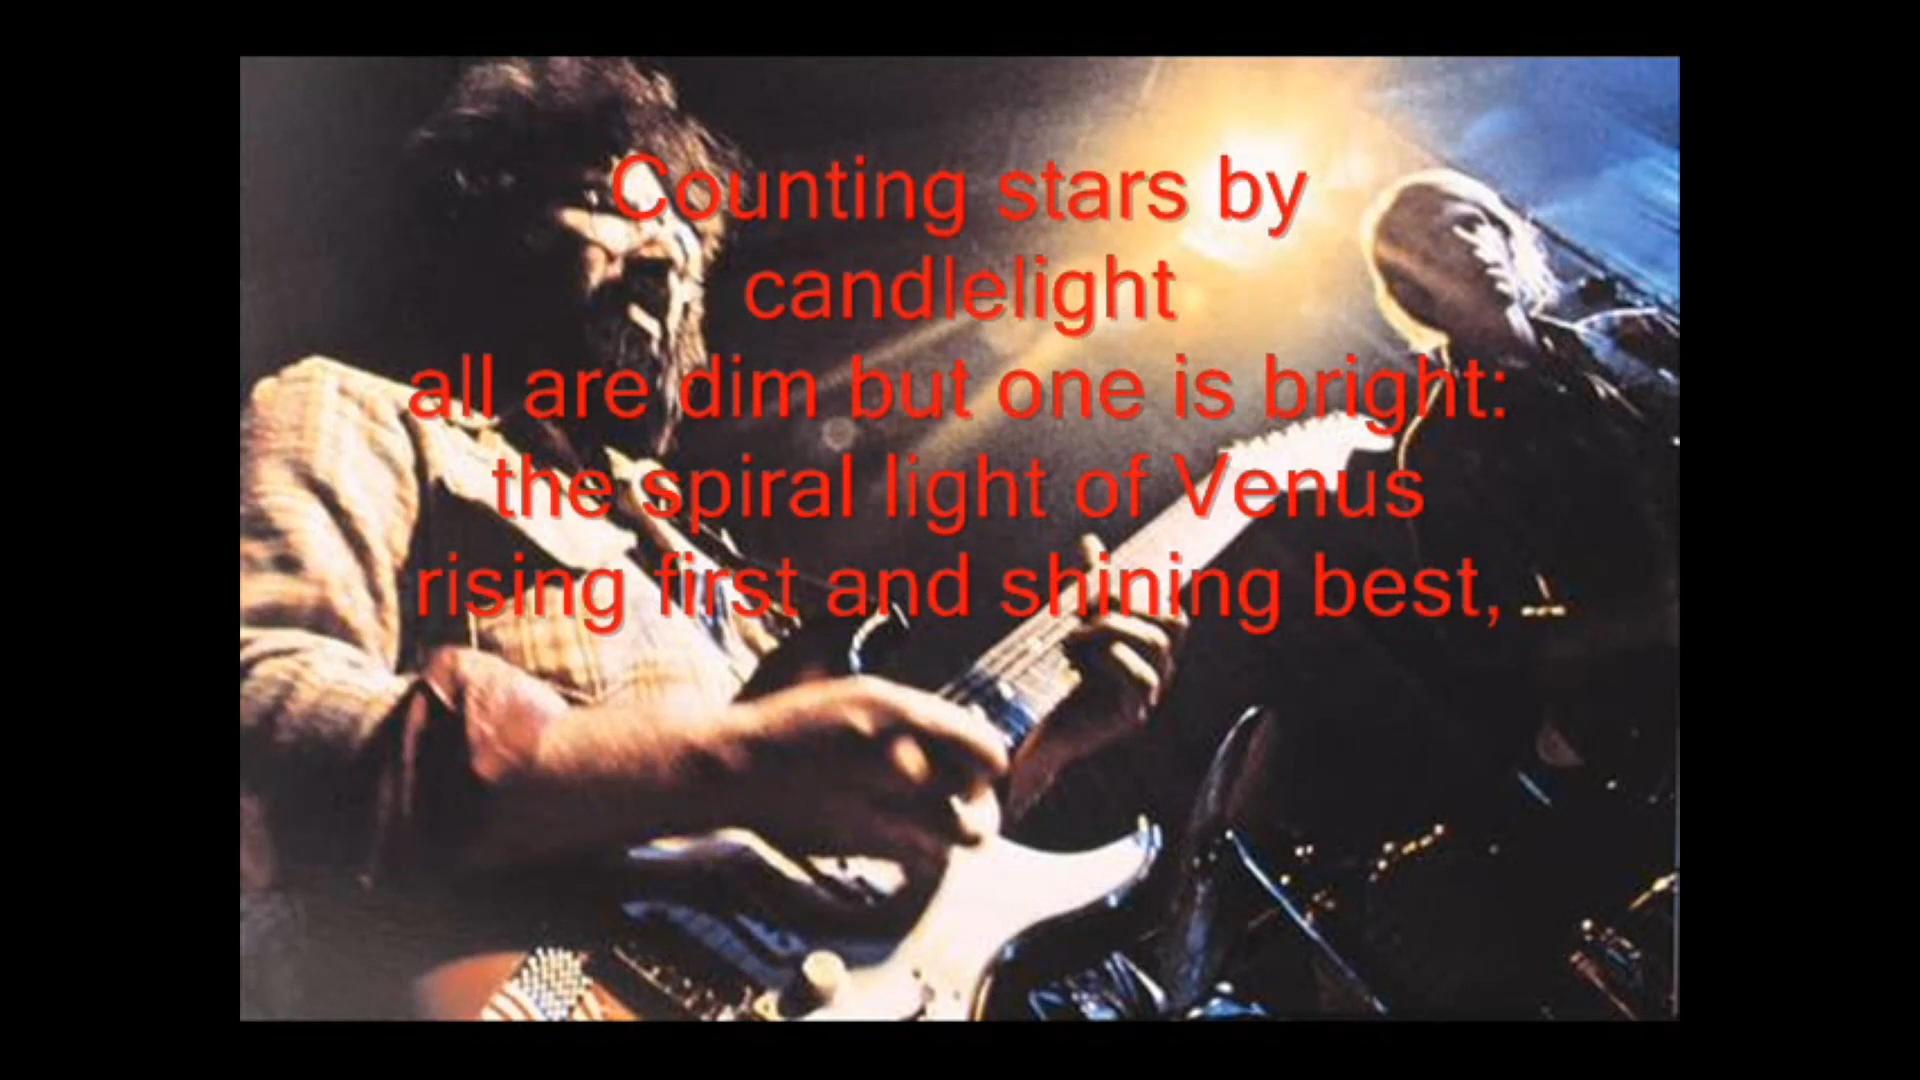 Counting stars by
candlelight
all are dim but one is bright:
the spiral light of Venus
rising first and shining best,